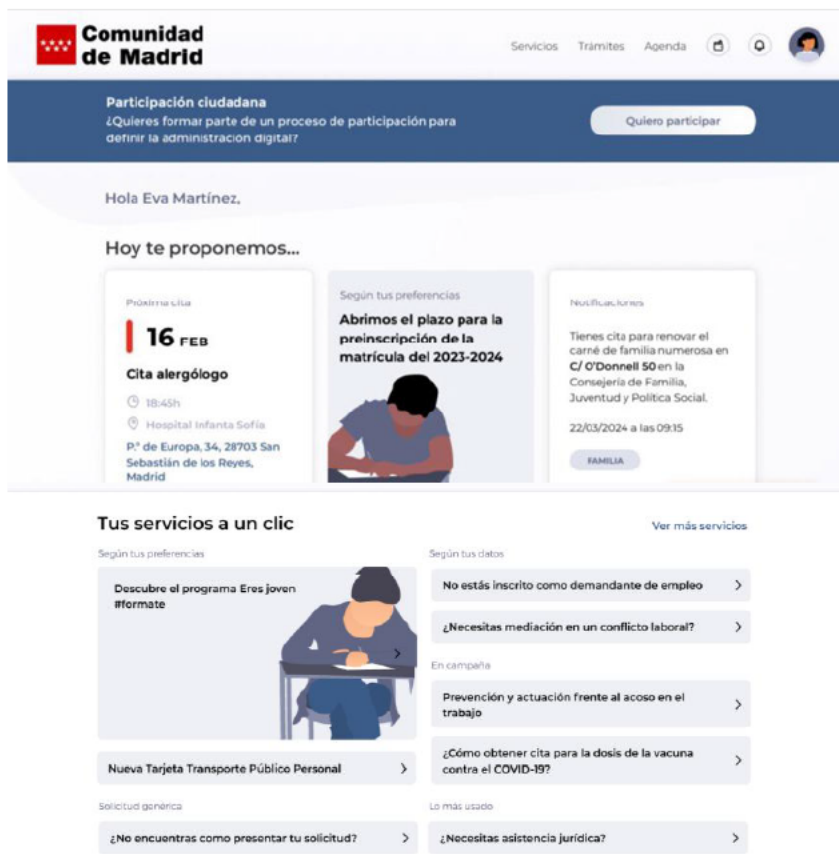 Comunidad
de Madrid
Servicios Trámites Agenda
Participación ciudadana
¿Quieres formar parte de un proceso de participación para
definir la administración digital?
Quiero participar
Hola Eva Martínez,
Hoy te proponemos...
Próxima cita
16 FEB
Cita alergólogo
18:45h
Hospital Infanta Sofía
P.º de Europa, 34, 28703 San
Sebastián de los Reyes,
Madrid
Según tus preferencias
Abrimos el plazo para la
preinscripción de la
matrícula del 2023-2024
Notificaciones
Tienes cita para renovar el
carné de familia numerosa en
C/ O'Donnell 50 en la
Consejería de Familia,
Juventud y Política Social.
22/03/2024 a las 09:15
FAMILIA
Tus servicios a un clic
Ver más servicios
Según tus preferencias
Descubre el programa Eres joven
#formate
Nueva Tarjeta Transporte Público Personal
Solicitud genérica
¿No encuentras como presentar tu solicitud?
Según tus datos
No estás inscrito como demandante de empleo
¿Necesitas mediación en un conflicto laboral?
En campaña
Prevención y actuación frente al acoso en el
trabajo
¿Cómo obtener cita para la dosis de la vacuna
contra el COVID-19?
Lo más usado
¿Necesitas asistencia jurídica?